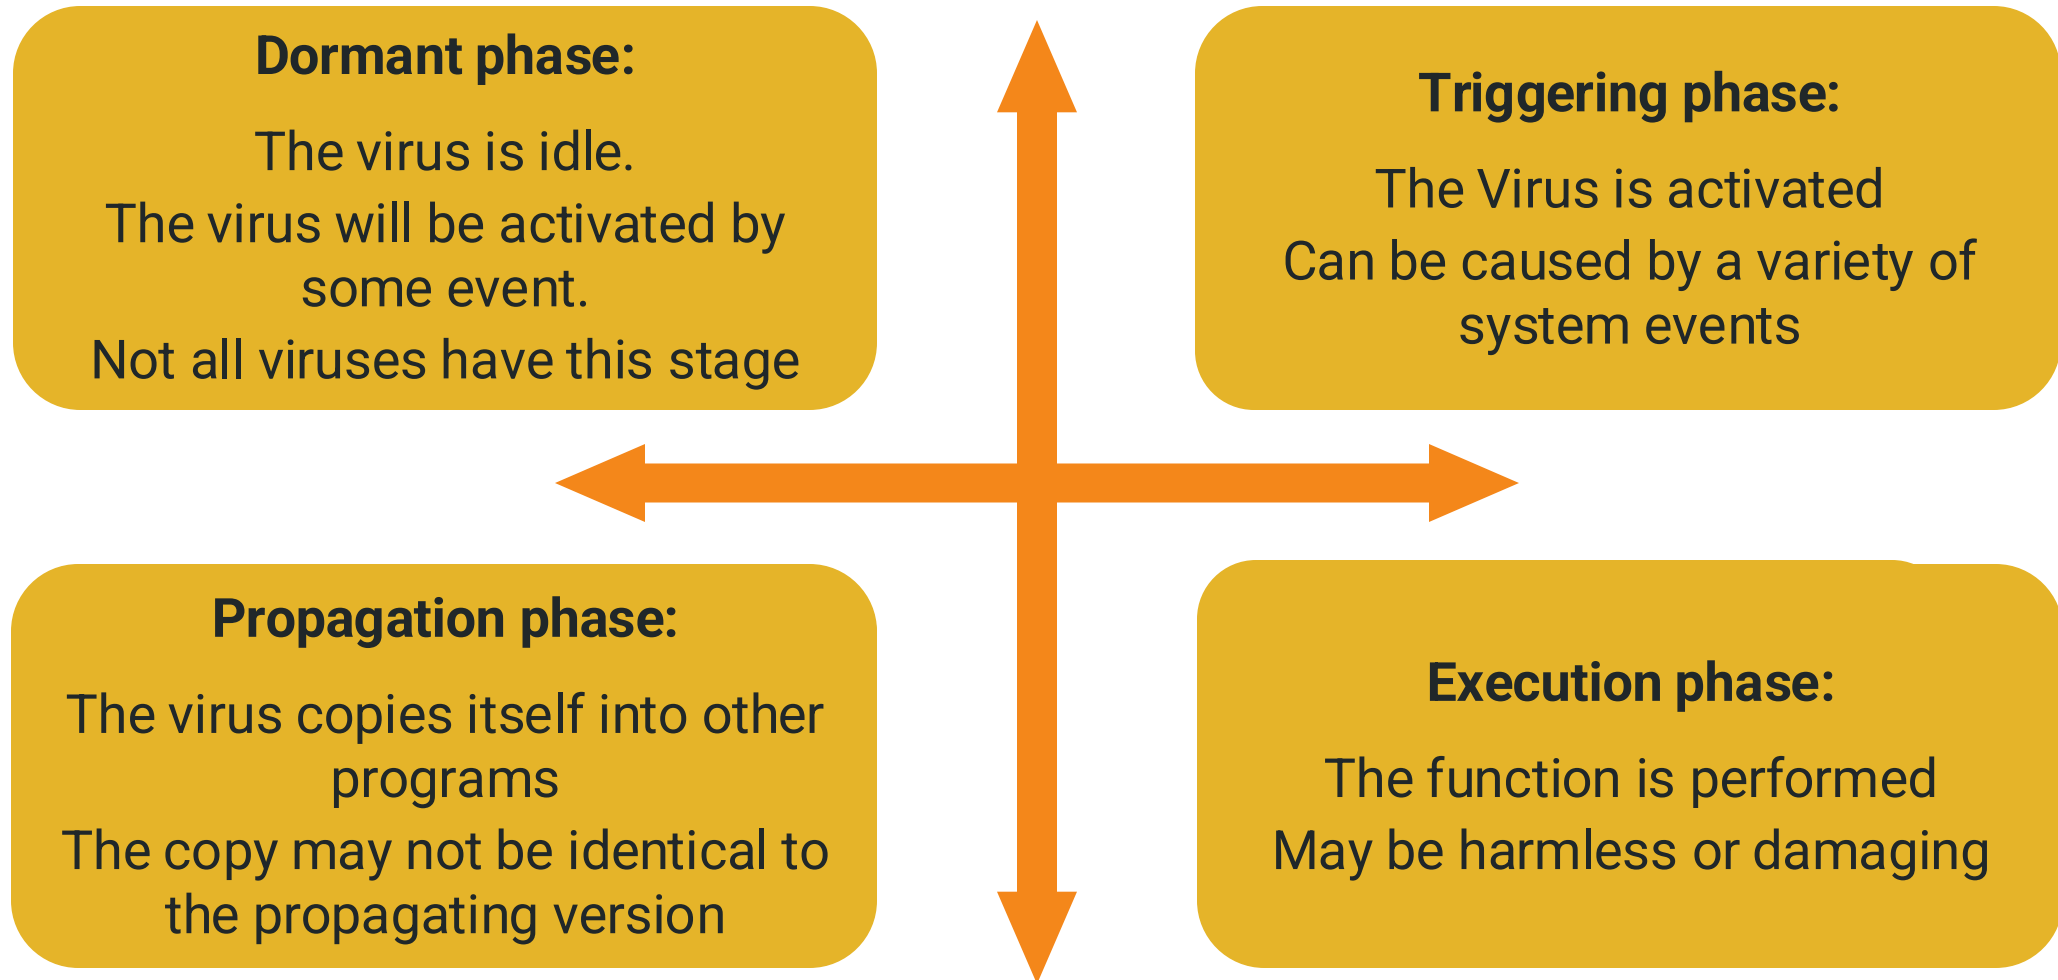 Dormant phase:
The virus is idle.
The virus will be activated by
some event.
Not all viruses have this stage
Triggering phase:
The Virus is activated
Can be caused by a variety of
system events
Propagation phase:
The virus copies itself into other
programs
The copy may not be identical to
the propagating version
Execution phase:
The function is performed
May be harmless or damaging